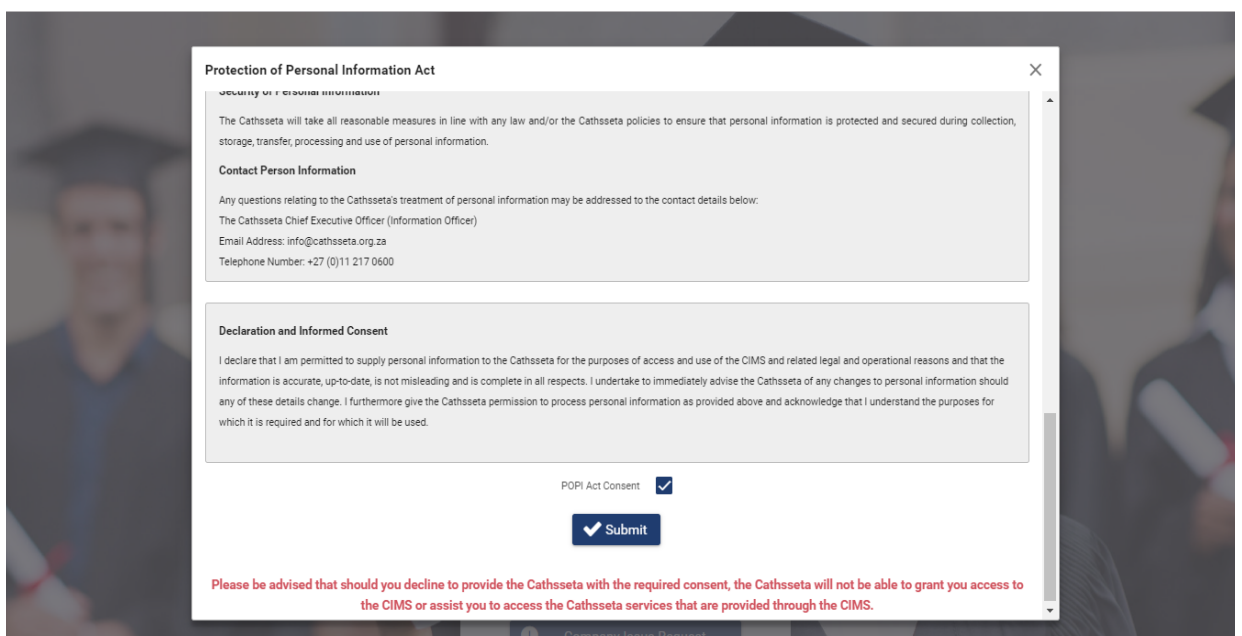 Protection of Personal Information Act
Security of Personal Information
The Cathsseta will take all reasonable measures in line with any law and/or the Cathsseta policies to ensure that personal information is protected and secured during collection,
storage, transfer, processing and use of personal information.
Contact Person Information
Any questions relating to the Cathsseta's treatment of personal information may be addressed to the contact details below:
The Cathsseta Chief Executive Officer (Information Officer)
Email Address: info@cathsseta.org.za
Telephone Number: +27 (0)11 217 0600
Declaration and Informed Consent
I declare that I am permitted to supply personal information to the Cathsseta for the purposes of access and use of the CIMS and related legal and operational reasons and that the
information is accurate, up-to-date, is not misleading and is complete in all respects. I undertake to immediately advise the Cathsseta of any changes to personal information should
any of these details change. I furthermore give the Cathsseta permission to process personal information as provided above and acknowledge that I understand the purposes for
which it is required and for which it will be used.
POPI Act Consent
Submit
Please be advised that should you decline to provide the Cathsseta with the required consent, the Cathsseta will not be able to grant you access to
the CIMS or assist you to access the Cathsseta services that are provided through the CIMS.
Company Issue Request